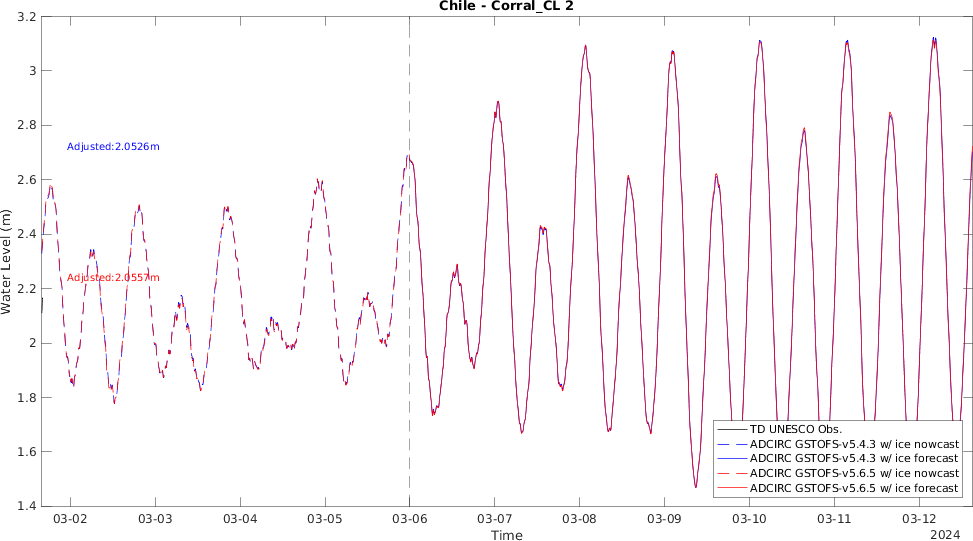 Chile - Corral_CL 2
Water Level (m)
3.2
3
2.8
2.6
2.4
2.2
2
1.8
1.6
1.4
Adjusted:2.0526m
Adjusted:2.0557m
TD UNESCO Obs.
ADCIRC GSTOFS-v5.4.3 w/ ice nowcast
ADCIRC GSTOFS-v5.4.3 w/ ice forecast
ADCIRC GSTOFS-v5.6.5 w/ ice nowcast
ADCIRC GSTOFS-v5.6.5 w/ ice forecast
03-02 03-03 03-04 03-05 03-06 03-07 03-08 03-09 03-10 03-11 03-12
Time
2024